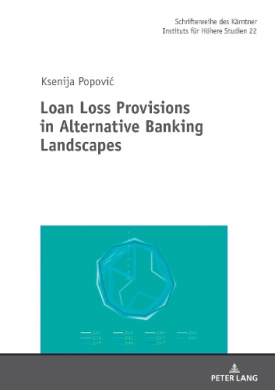 Schriftenreihe des Kärntner
Instituts für Höhere Studien 22
Ksenija Popović
Loan Loss Provisions
in Alternative Banking
Landscapes
PETER LANG